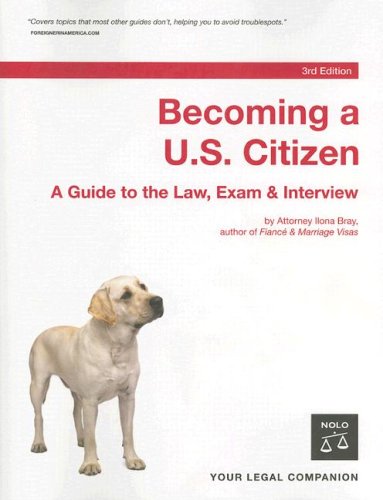 "Covers topics that most other guides don't, helping you to avoid troublespots."
FOREIGNERINAMERICA.COM
3rd Edition
Becoming a
U.S. Citizen
A Guide to the Law, Exam & Interview
by Attorney Ilona Bray,
author of Fiancé & Marriage Visas
NOLO
YOUR LEGAL COMPANION